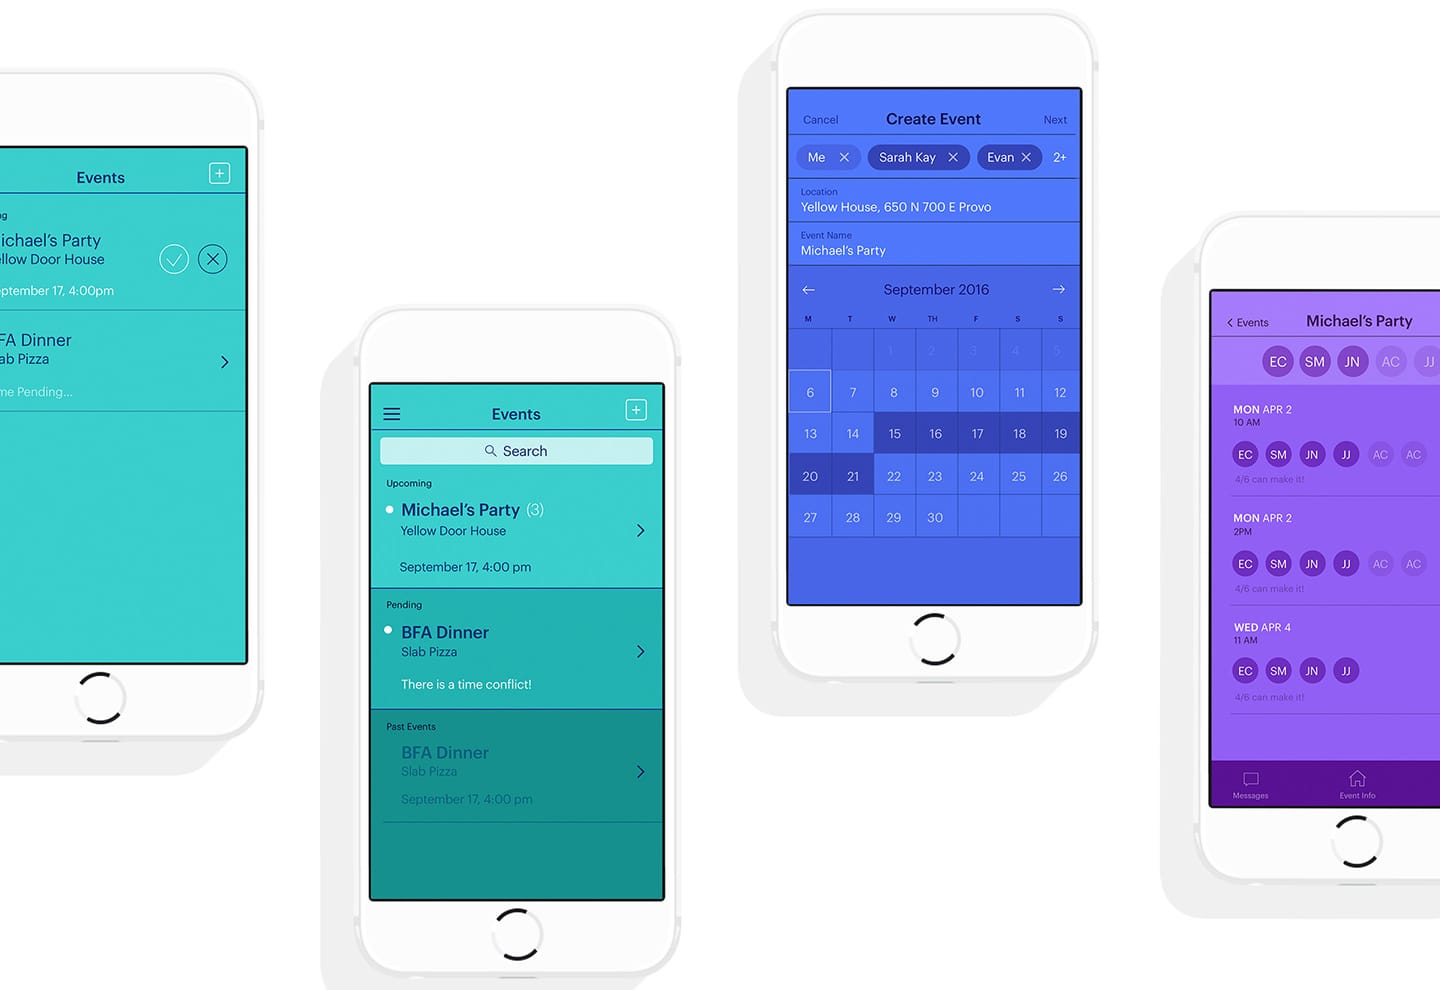 Events
+
ng
ichael's Party
ellow Door House
eptember 17, 4:00pm
FA Dinner
ab Pizza
me Pending...
Events
+
Search
Upcoming
Michael's Party (3)
Yellow Door House
September 17, 4:00 pm
Pending
BFA Dinner
Slab Pizza
There is a time conflict!
Past Events
BFA Dinner
Slab Pizza
September 17, 4:00 pm
Cancel Create Event Next
Me Sarah Kay Evan 2+
Location
Yellow House, 650 N 700 E Provo
Event Name
Michael's Party
September 2016
M T W TH F S S
1 2 3 4 5
6 7 8 9 10 11 12
13 14 15 16 17 18 19
20 21 22 23 24 25 26
27 28 29 30
Events Michael's Party
EC SM JN AC JJ
MON APR 2
10 AM
EC SM JN JJ AC AC
4/6 can make it!
MON APR 2
2PM
EC SM JN JJ AC AC
4/6 can make it!
WED APR 4
11 AM
EC SM JN JJ
4/6 can make it!
Messages Event Info